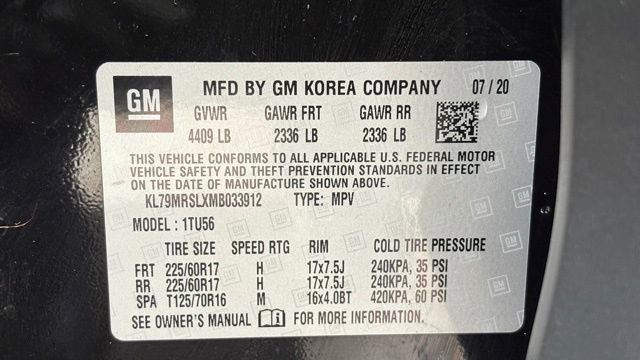 GM MFD BY GM KOREA COMPANY 07 / 20
GVWR GAWR FRT GAWR RR
4409 LB 2336 LB 2336 LB
THIS VEHICLE CONFORMS TO ALL APPLICABLE U.S. FEDERAL MOTOR
VEHICLE SAFETY AND THEFT PREVENTION STANDARDS IN EFFECT
ON THE DATE OF MANUFACTURE SHOWN ABOVE.
KL79MRSLXMB033912 TYPE: MPV
MODEL : 1TU56
TIRE SIZE SPEED RTG RIM COLD TIRE PRESSURE
FRT 225/60R17 H 17x7.5J 240KPA, 35 PSI
RR 225/60R17 H 17x7.5J 240KPA, 35 PSI
SPA T125/70R16 M 16x4.0BT 420KPA, 60 PSI
SEE OWNER'S MANUAL FOR MORE INFORMATION.